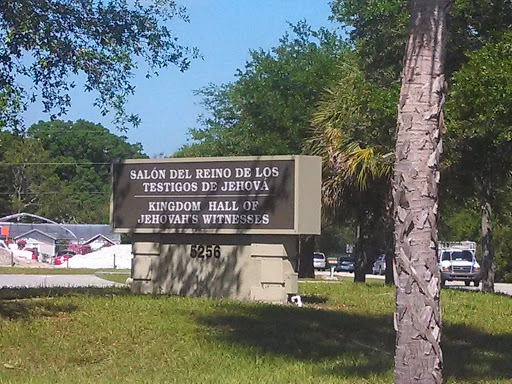 SALÓN DEL REINO DE LOS
TESTIGOS DE JEHOVÁ
KINGDOM HALL OF
JEHOVAH'S WITNESSES
5256